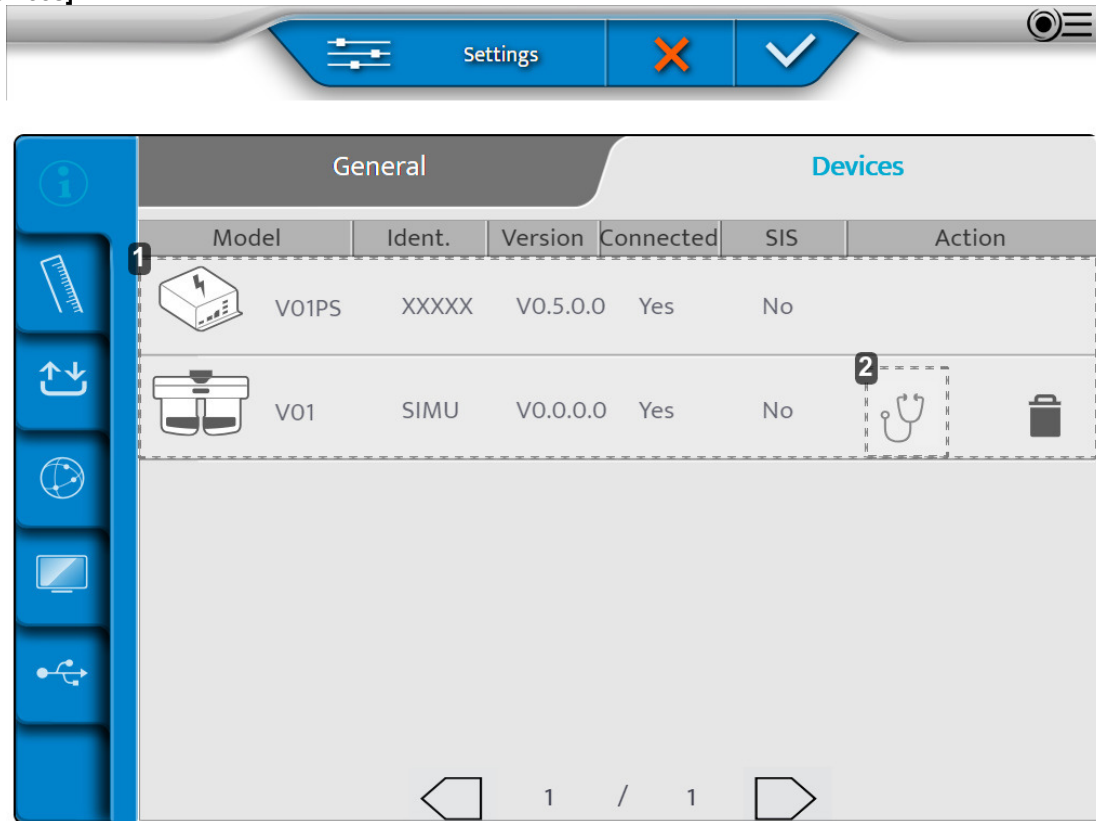 Settings
General Devices
Model Ident. Version Connected SIS Action
1
V01PS XXXXX V0.5.0.0 Yes No
2
V01 SIMU V0.0.0.0 Yes No
1 / 1